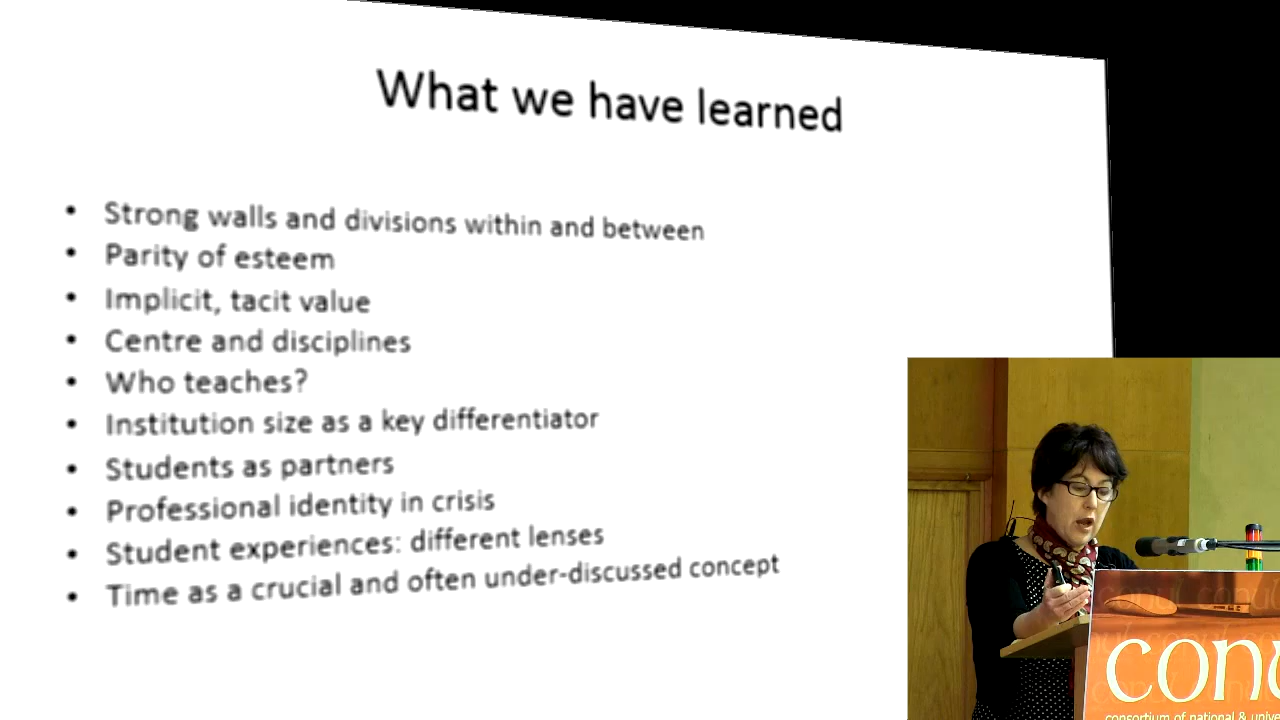 What we have learned
• Strong walls and divisions within and between
• Parity of esteem
• Implicit, tacit value
• Centre and disciplines
• Who teaches?
• Institution size as a key differentiator
• Students as partners
• Professional identity in crisis
• Student experiences: different lenses
• Time as a crucial and often under-discussed concept
conu
consortium of national & unive